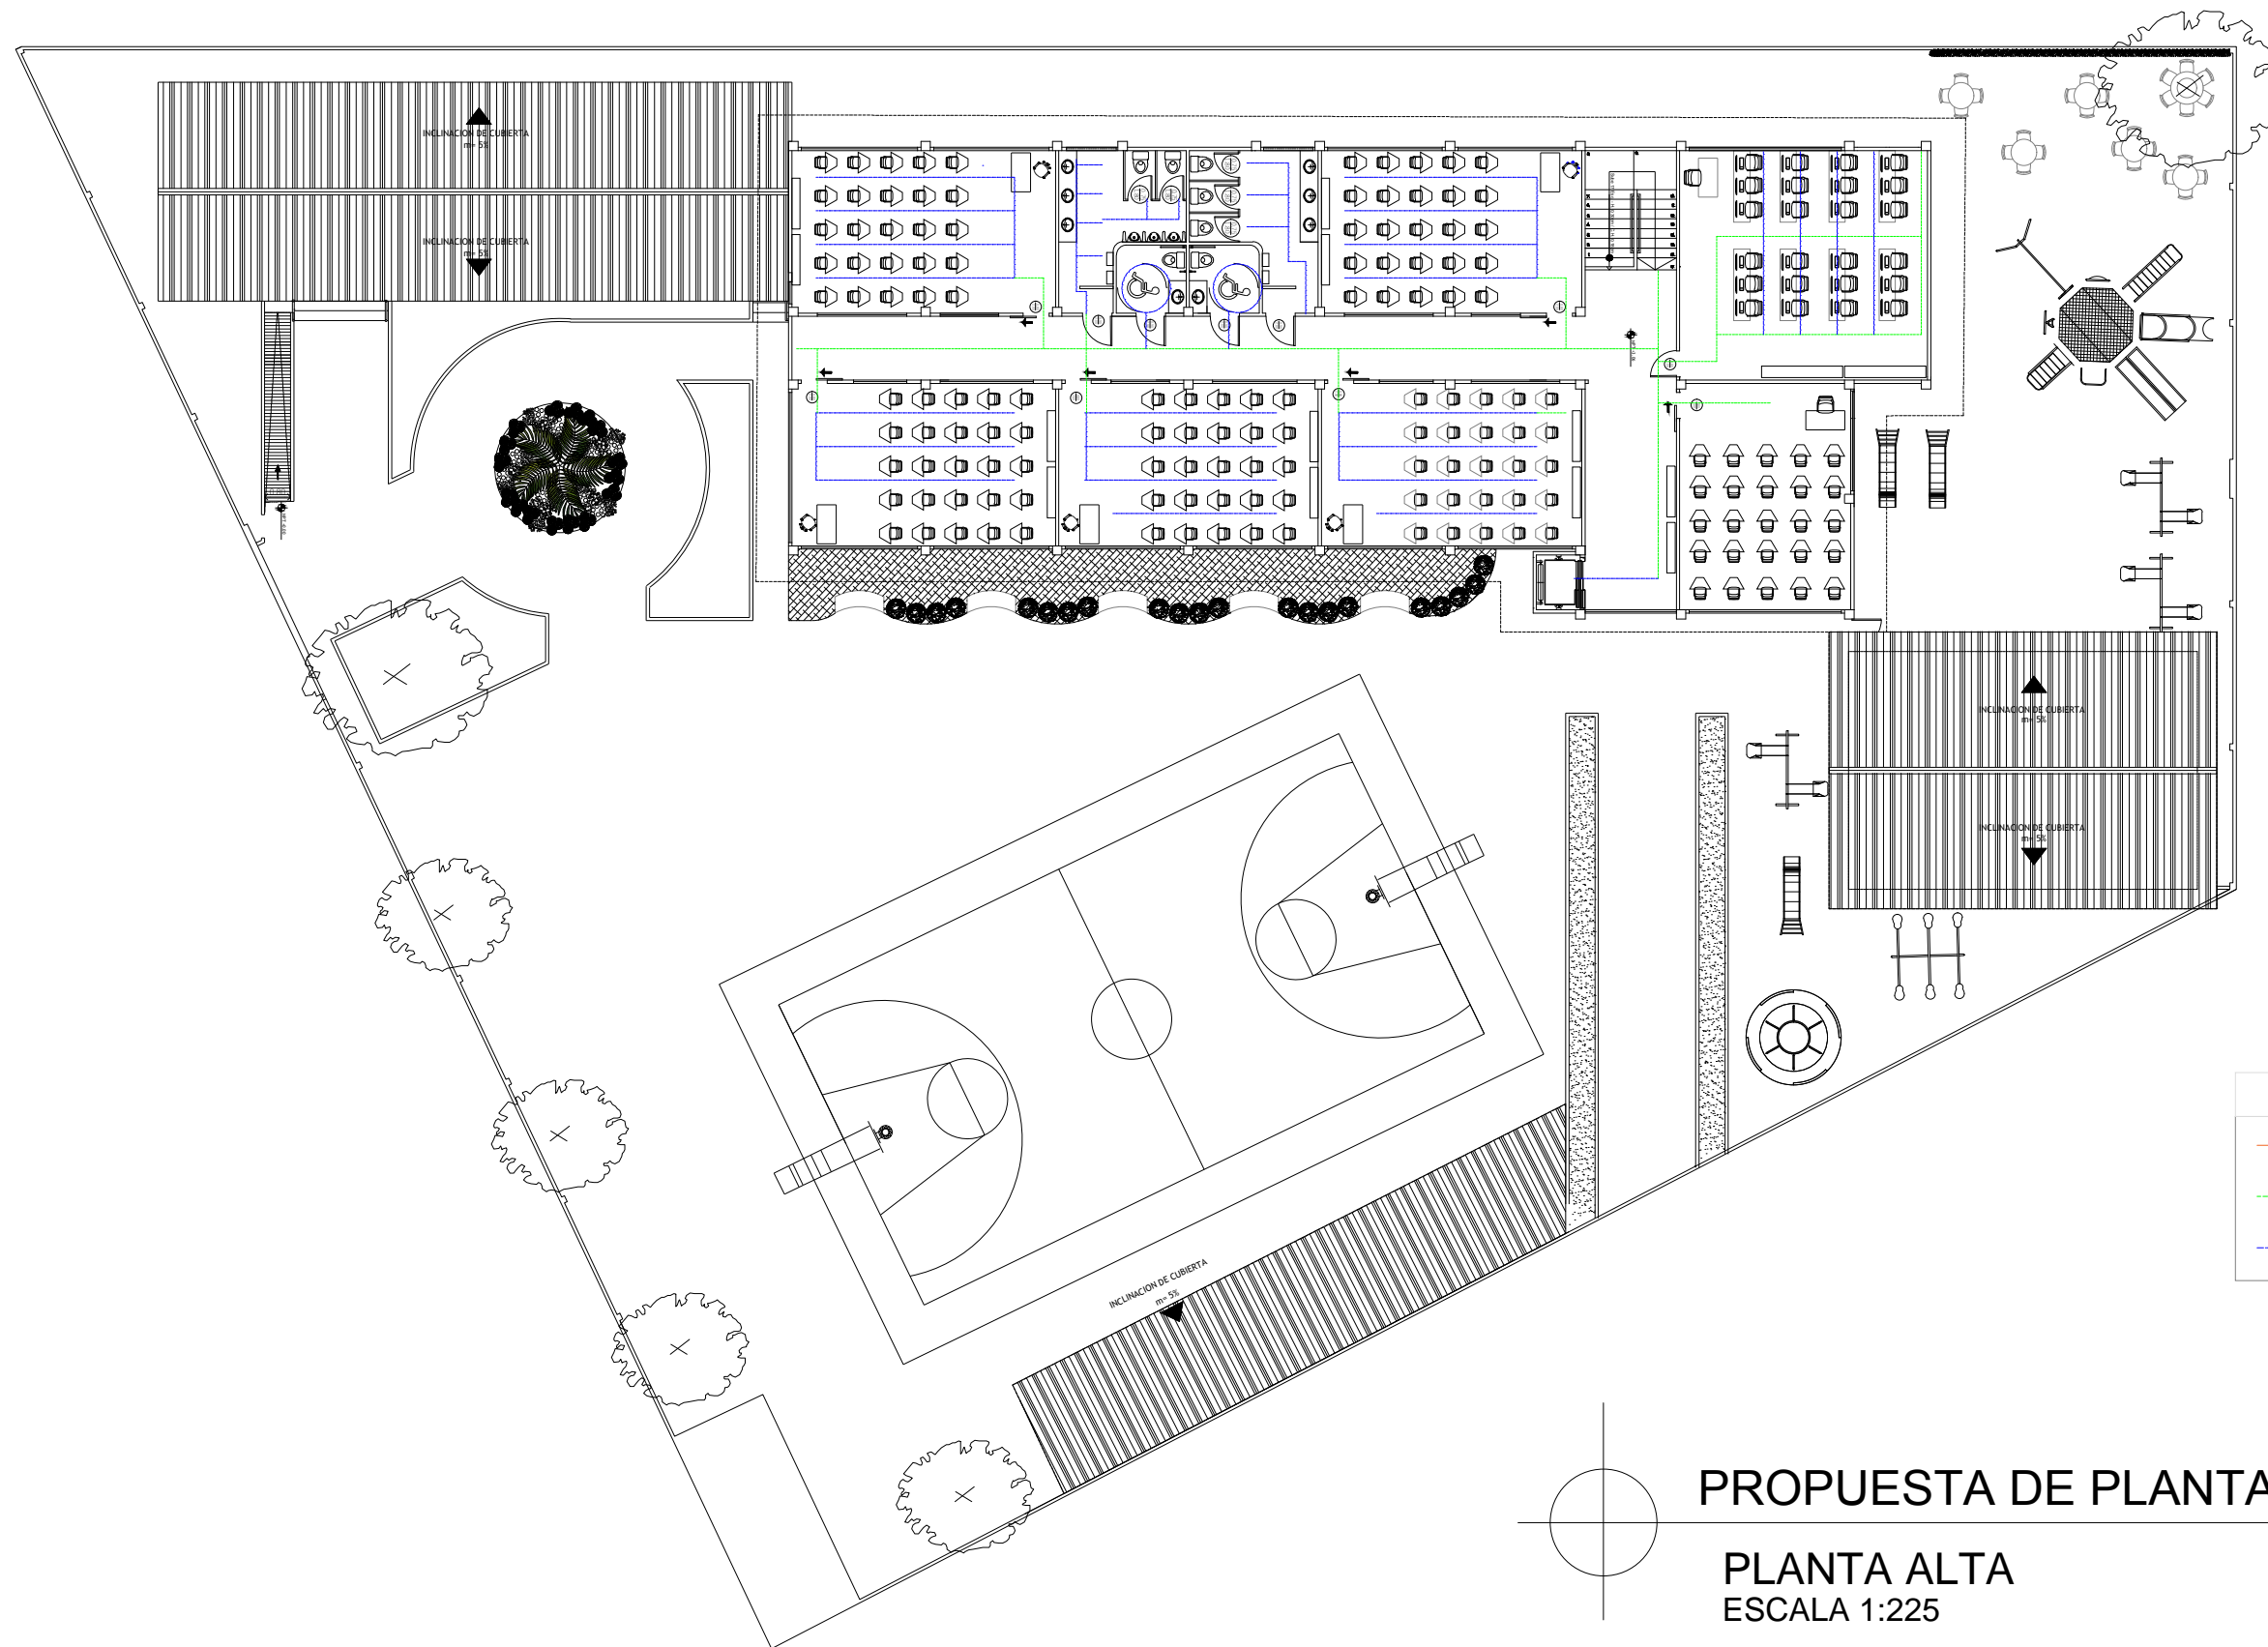 INCLINACION DE CUBIERTA
m= 5%
INCLINACION DE CUBIERTA
m= 5%
INCLINACION DE CUBIERTA
m= 5%
INCLINACION DE CUBIERTA
m= 5%
INCLINACION DE CUBIERTA
m= 5%
PROPUESTA DE PLANTA
PLANTA ALTA
ESCALA 1:225